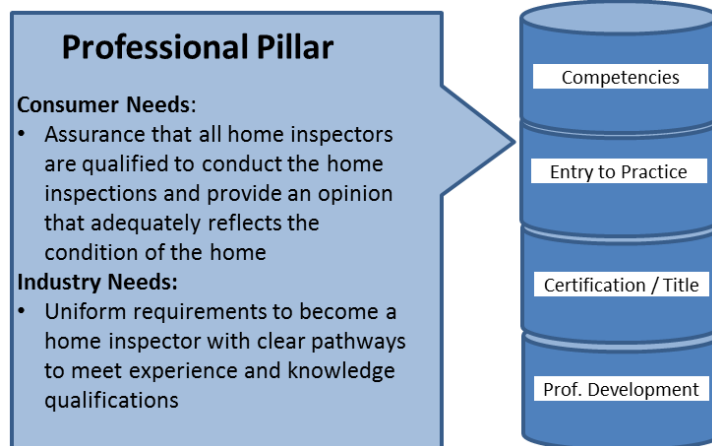 Professional Pillar
Consumer Needs:
• Assurance that all home inspectors
are qualified to conduct the home
inspections and provide an opinion
that adequately reflects the
condition of the home
Industry Needs:
• Uniform requirements to become a
home inspector with clear pathways
to meet experience and knowledge
qualifications
Competencies
Entry to Practice
Certification / Title
Prof. Development